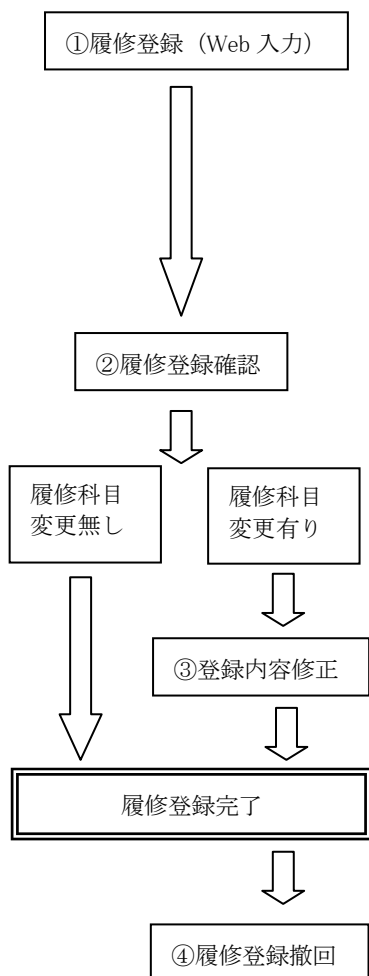 ①履修登録（Web 入力）
②履修登録確認
履修科目
変更無し
履修科目
変更有り
③登録内容修正
履修登録完了
④履修登録撤回